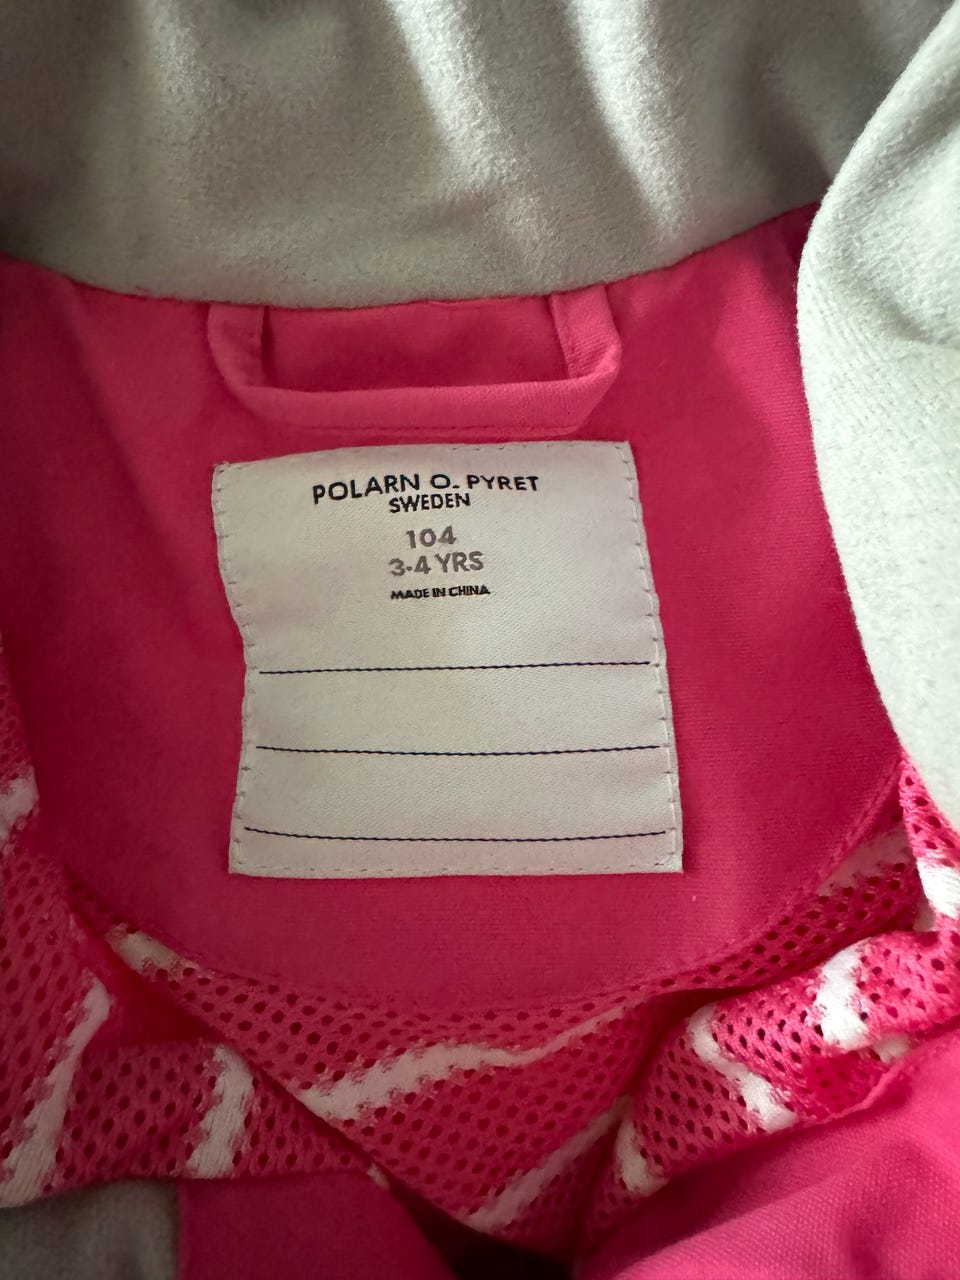 POLARN O. PYRET
SWEDEN
104
3-4 YRS
MADE IN CHINA